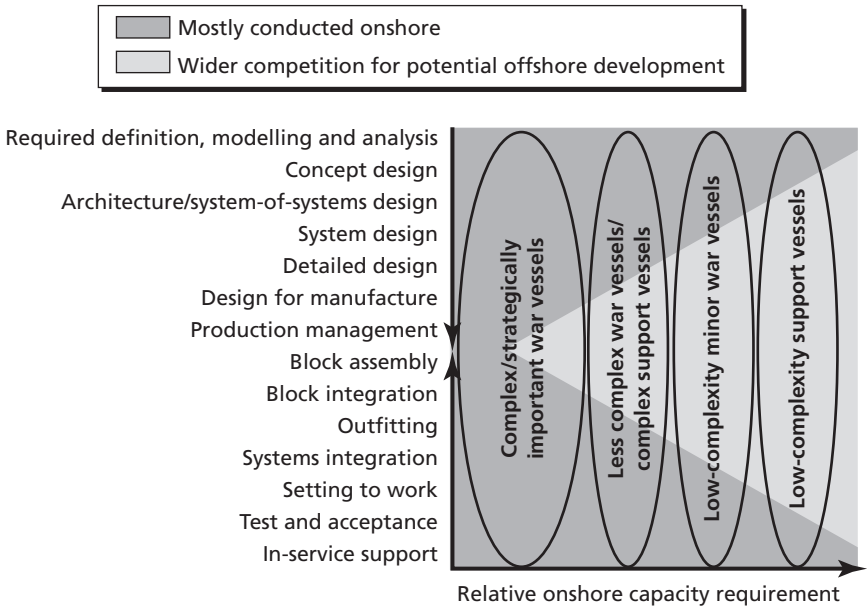 Mostly conducted onshore
Wider competition for potential offshore development
Required definition, modelling and analysis
Concept design
Architecture/system-of-systems design
System design
Detailed design
Design for manufacture
Production management
Block assembly
Block integration
Outfitting
Systems integration
Setting to work
Test and acceptance
In-service support
Complex/strategically
important war vessels
Less complex war vessels/
complex support vessels
Low-complexity minor war vessels
Low-complexity support vessels
Relative onshore capacity requirement